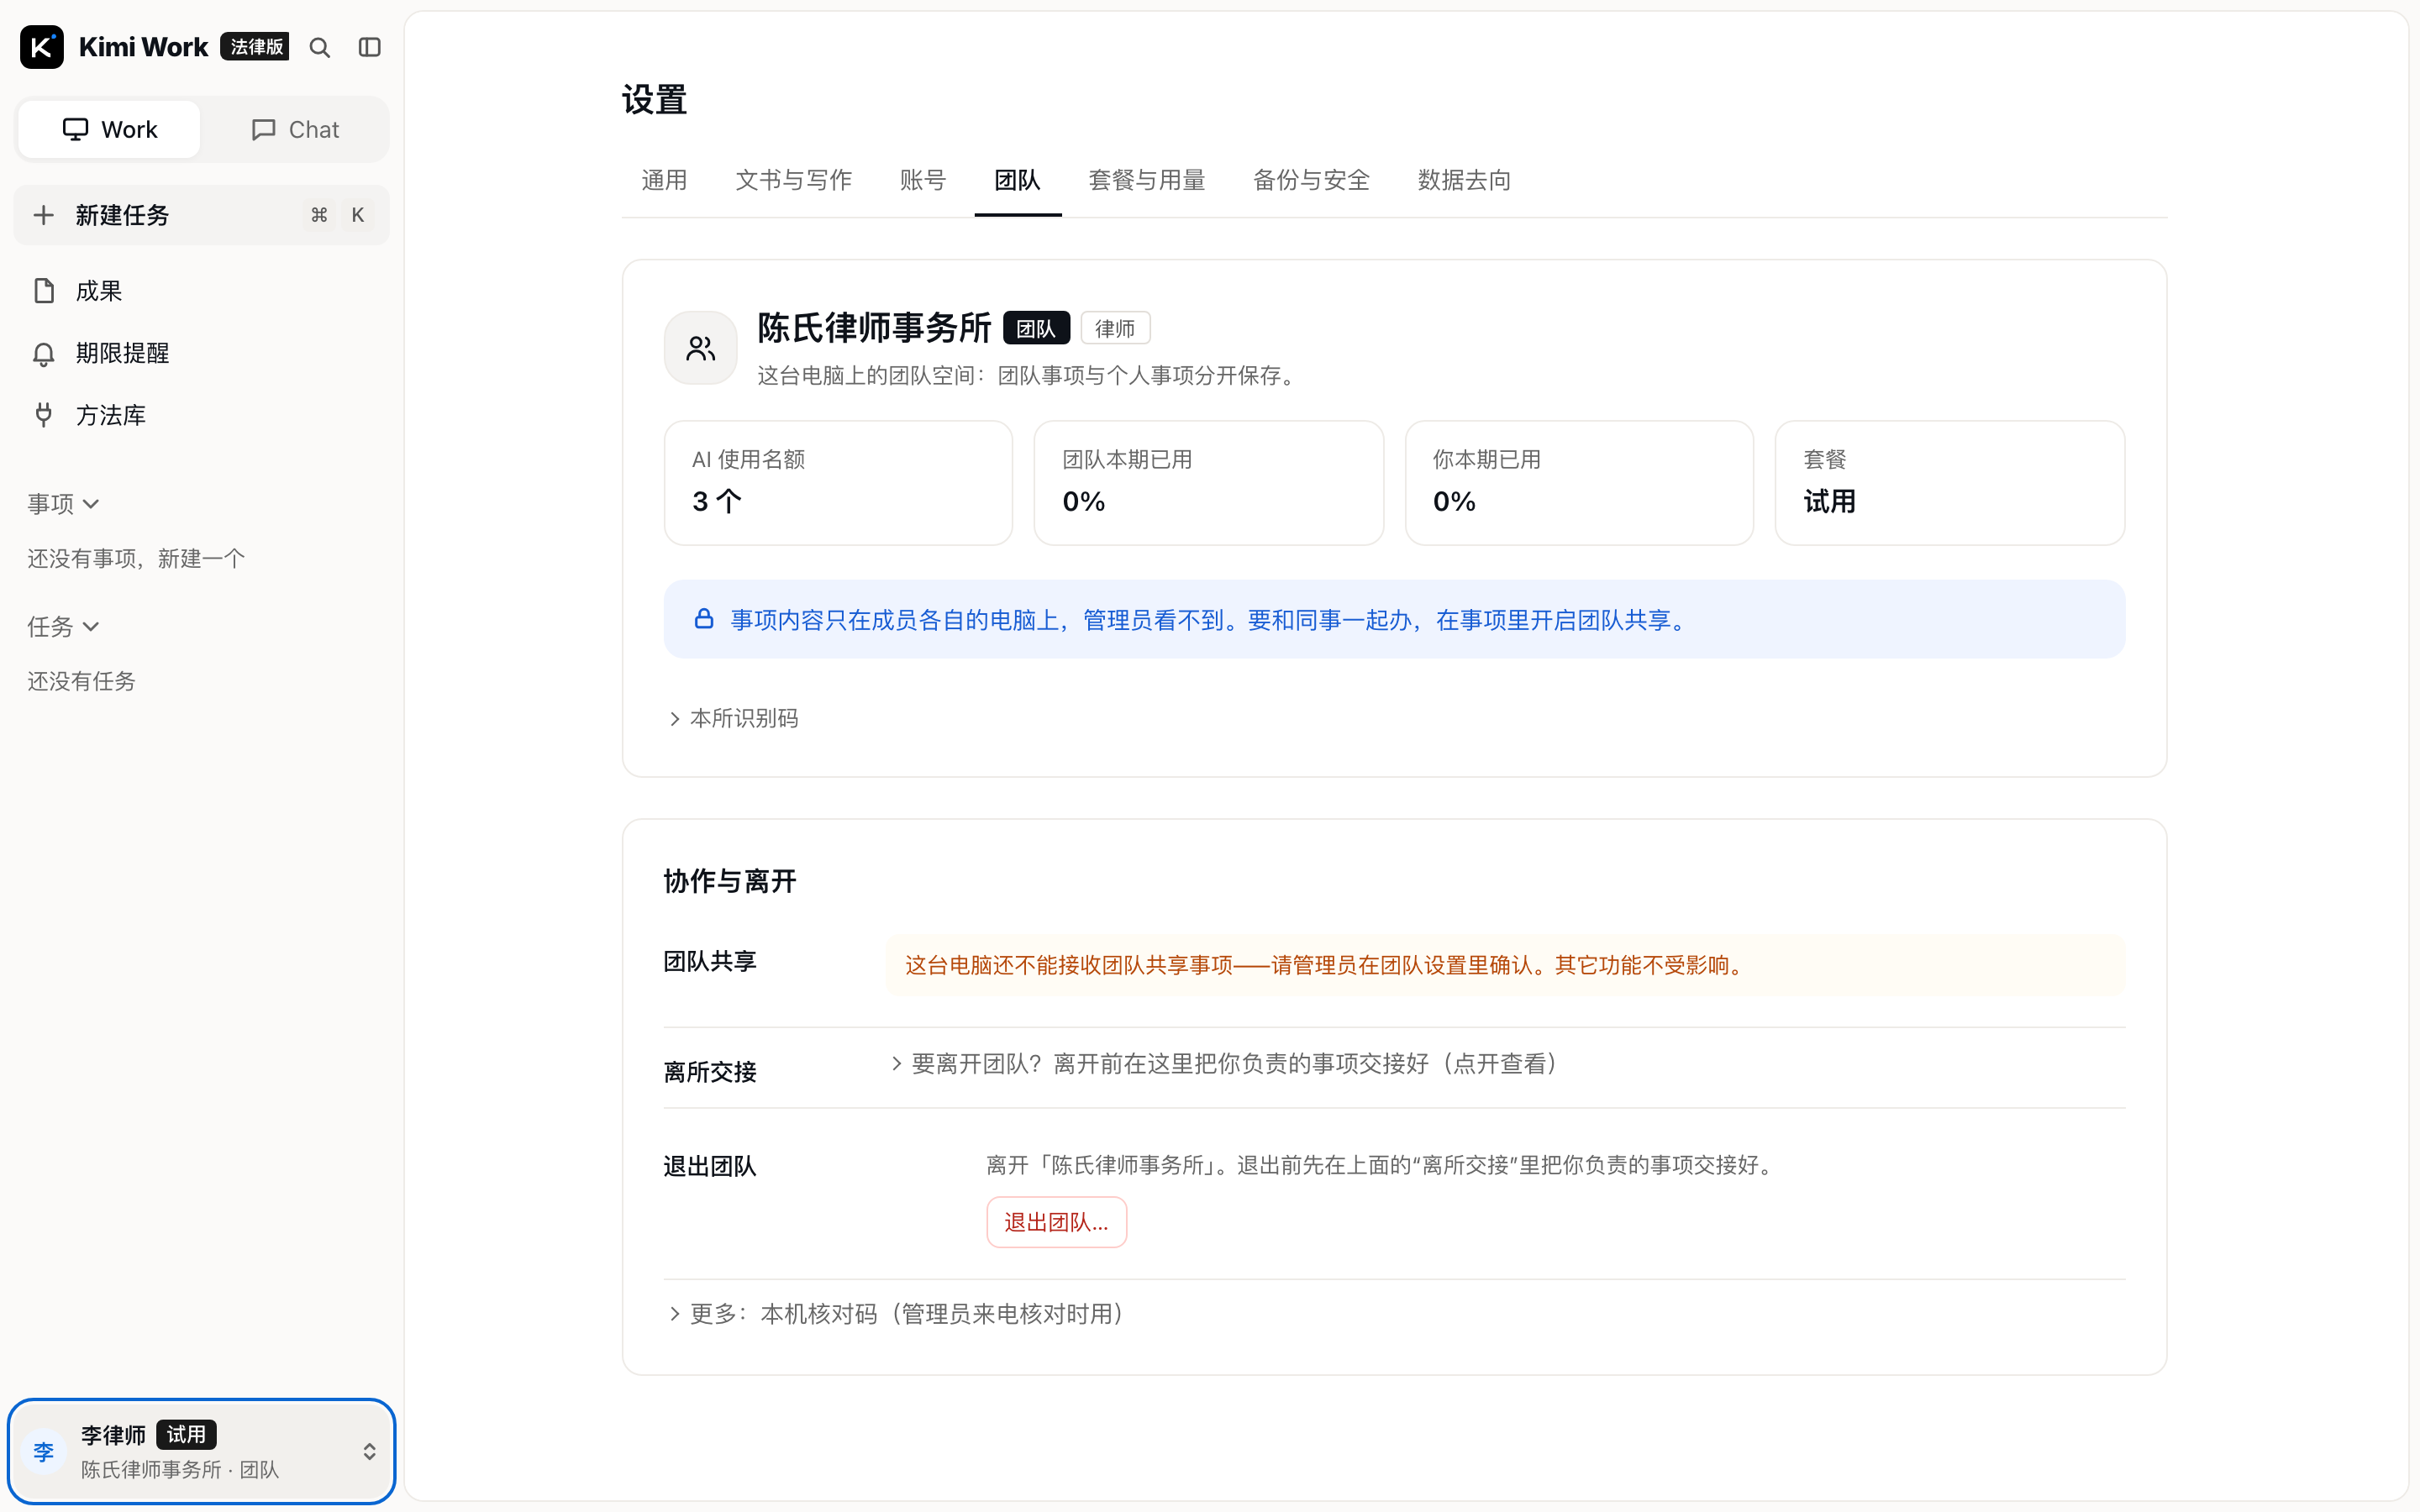 Kimi Work 法律版
Work
Chat
新建任务 ⌘ K
成果
期限提醒
方法库
事项
还没有事项，新建一个
任务
还没有任务
李
李律师 试用
陈氏律师事务所 · 团队
设置
通用 文书与写作 账号 团队 套餐与用量 备份与安全 数据去向
陈氏律师事务所 团队 律师
这台电脑上的团队空间：团队事项与个人事项分开保存。
AI 使用名额
3 个
团队本期已用
0%
你本期已用
0%
套餐
试用
事项内容只在成员各自的电脑上，管理员看不到。要和同事一起办，在事项里开启团队共享。
本所识别码
协作与离开
团队共享
这台电脑还不能接收团队共享事项——请管理员在团队设置里确认。其它功能不受影响。
离所交接
要离开团队？离开前在这里把你负责的事项交接好（点开查看）
退出团队
离开「陈氏律师事务所」。退出前先在上面的“离所交接”里把你负责的事项交接好。
退出团队...
更多：本机核对码（管理员来电核对时用）